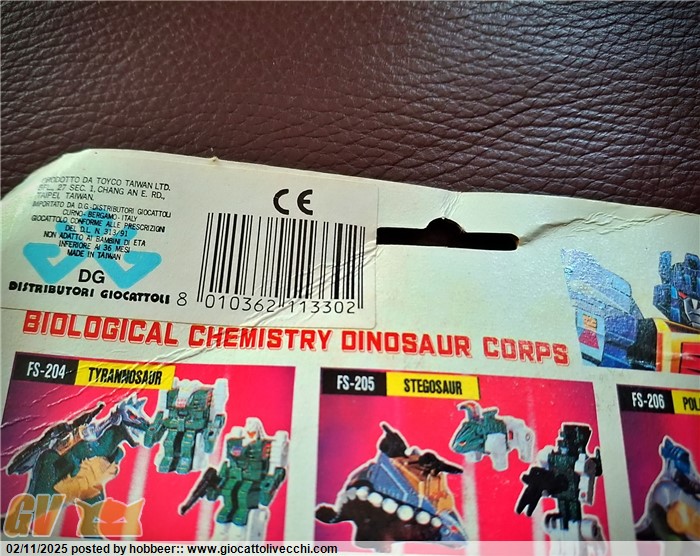 PRODOTTO DA TOYCO TAIWAN LTD.
5FL., 27 SEC. 1, CHANG AN E. RD.,
TAIPEI, TAIWAN.
IMPORTATO DA D.G-DISTRIBUTORI GIOCATTOLI
CURNO-BERGAMO-ITALY
GIOCATTOLO CONFORME ALLE PRESCRIZIONI
DEL D.L. N. 313/91
NON ADATTO AI BAMBINI DI ETA
INFERIORE AI 36 MESI
MADE IN TAIWAN
DG
DISTRIBUTORI GIOCATTOLI
CE
8 010362 113302
BIOLOGICAL CHEMISTRY DINOSAUR CORPS
FS-204 TYRANNOSAUR
FS-205 STEGOSAUR
FS-206
GV
02/11/2025 posted by hobbeer:: www.giocattolivecchi.com